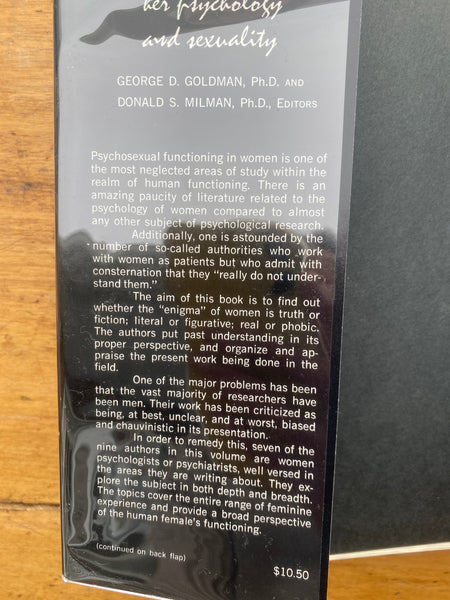 her psychology
and sexuality
GEORGE D. GOLDMAN, Ph.D. AND
DONALD S. MILMAN, Ph.D., EDITORS
Psychosexual functioning in women is one of
the most neglected areas of study within the
realm of human functioning. There is an
amazing paucity of literature related to the
psychology of women compared to almost
any other subject of psychological research.
Additionally, one is astounded by the
number of so-called authorities who work
with women as patients but who admit with
consternation that they “really do not under-
stand them.”
The aim of this book is to find out
whether the “enigma” of women is truth or
fiction; literal or figurative; real or phobic.
The authors put past understanding in its
proper perspective, and organize and ap-
praise the present work being done in the
field.
One of the major problems has been
that the vast majority of researchers have
been men. Their work has been criticized as
being, at best, unclear, and at worst, biased
and chauvinistic in its presentation.
In order to remedy this, seven of the
nine authors in this volume are women
psychologists or psychiatrists, well versed in
the areas they are writing about. They ex-
plore the subject in both depth and breadth.
The topics cover the entire range of feminine
experience and provide a broad perspective
of the human female's functioning.
(continued on back flap)
$10.50